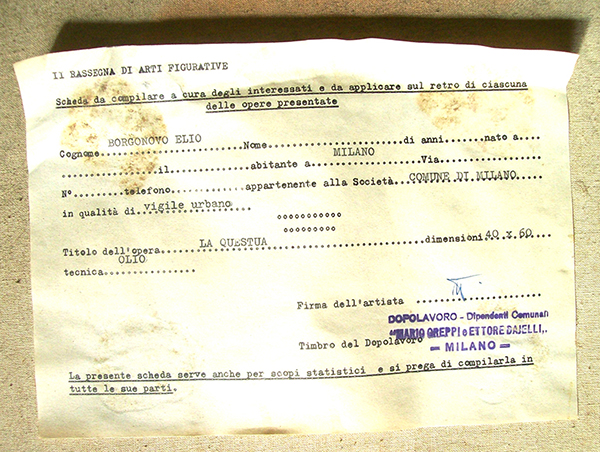 II RASSEGNA DI ARTI FIGURATIVE
Scheda da compilare a cura degli interessati e da applicare sul retro di ciascuna
delle opere presentate
Cognome BORGONOVO ELIO Nome..................di anni.....nato a....
..............il...........abitante a MILANO Via............
N°........telefono..............appartenente alla Società COMUNE DI MILANO
in qualità di vigile urbano
ooooooooooo
oooooooooo
Titolo dell'opera LA QUESTUA dimensioni 40 x 60
tecnica OLIO
Firma dell'artista ..................
DOPOLAVORO - Dipendenti Comunali
"MARIO GREPPI e ETTORE DAJELLI"
Timbro del Dopolavoro
— MILANO —
La presente scheda serve anche per scopi statistici e si prega di compilarla in
tutte le sue parti.